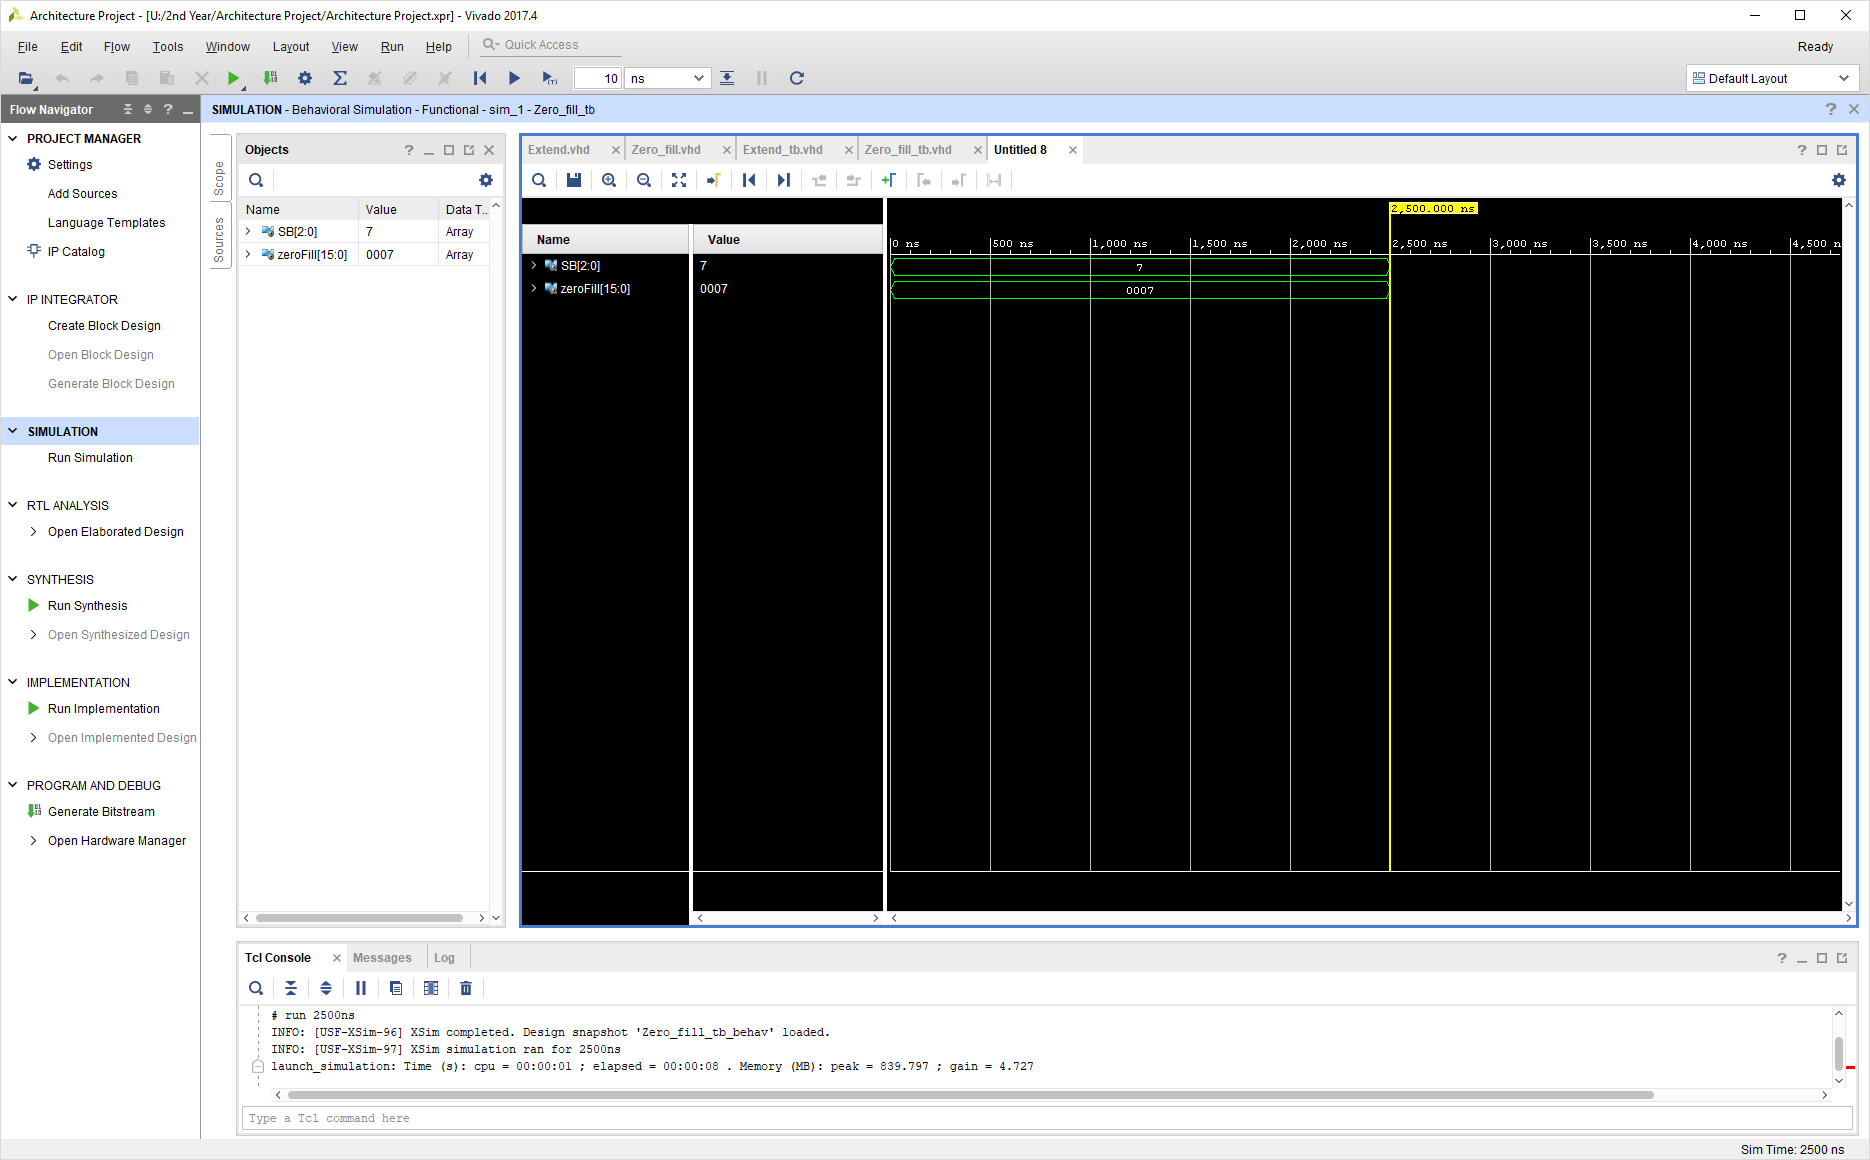 Architecture Project - [U:/2nd Year/Architecture Project/Architecture Project.xpr] - Vivado 2017.4
File Edit Flow Tools Window Layout View Run Help Quick Access Ready
10 ns Default Layout
Flow Navigator
SIMULATION - Behavioral Simulation - Functional - sim_1 - Zero_fill_tb
PROJECT MANAGER
Settings
Add Sources
Language Templates
IP Catalog
IP INTEGRATOR
Create Block Design
Open Block Design
Generate Block Design
SIMULATION
Run Simulation
RTL ANALYSIS
Open Elaborated Design
SYNTHESIS
Run Synthesis
Open Synthesized Design
IMPLEMENTATION
Run Implementation
Open Implemented Design
PROGRAM AND DEBUG
Generate Bitstream
Open Hardware Manager
Scope
Sources
Objects
Name Value Data T...
SB[2:0] 7 Array
zeroFill[15:0] 0007 Array
Extend.vhd Zero_fill.vhd Extend_tb.vhd Zero_fill_tb.vhd Untitled 8
2,500.000 ns
Name Value
0 ns 500 ns 1,000 ns 1,500 ns 2,000 ns 2,500 ns 3,000 ns 3,500 ns 4,000 ns 4,500 n
SB[2:0] 7 7
zeroFill[15:0] 0007 0007
Tcl Console Messages Log
# run 2500ns
INFO: [USF-XSim-96] XSim completed. Design snapshot 'Zero_fill_tb_behav' loaded.
INFO: [USF-XSim-97] XSim simulation ran for 2500ns
launch_simulation: Time (s): cpu = 00:00:01 ; elapsed = 00:00:08 . Memory (MB): peak = 839.797 ; gain = 4.727
Type a Tcl command here
Sim Time: 2500 ns